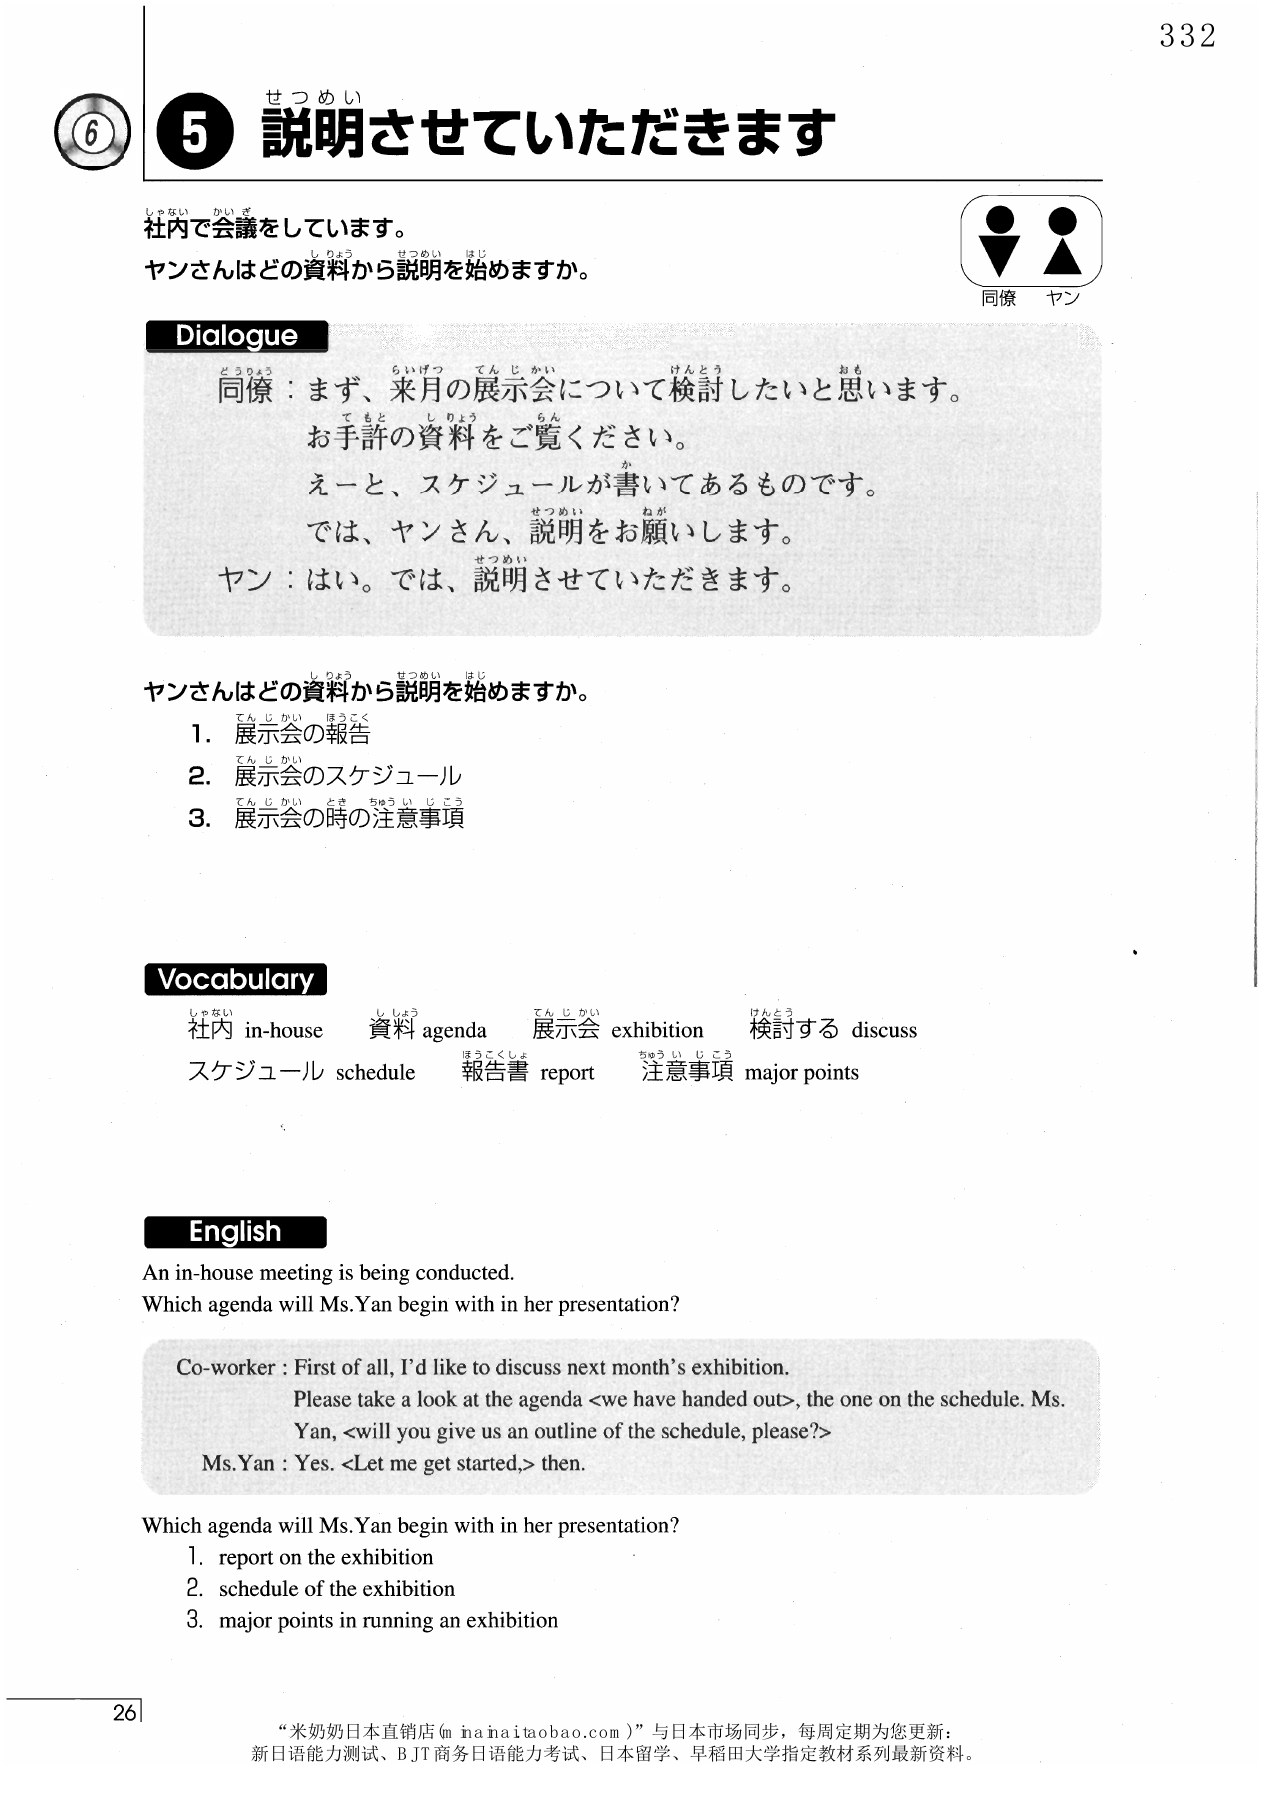 332
6
5 説明させていただきます
せつめい
社内で会議をしています。
しゃない かいぎ
ヤンさんはどの資料から説明を始めますか。
しりょう せつめい はじ
同僚 ヤン
Dialogue
同僚：まず、来月の展示会について検討したいと思います。
どうりょう らいげつ てんじかい けんとう おも
お手許の資料をご覧ください。
てもと しりょう らん
えーと、スケジュールが書いてあるものです。
か
では、ヤンさん、説明をお願いします。
せつめい ねが
ヤン：はい。では、説明させていただきます。
せつめい
ヤンさんはどの資料から説明を始めますか。
しりょう せつめい はじ
1. 展示会の報告
てんじかい ほうこく
2. 展示会のスケジュール
てんじかい
3. 展示会の時の注意事項
てんじかい とき ちゅういじこう
Vocabulary
社内 in-house 資料 agenda 展示会 exhibition 検討する discuss
しゃない ししょう てんじかい けんとう
スケジュール schedule 報告書 report 注意事項 major points
ほうこくしょ ちゅういじこう
English
An in-house meeting is being conducted.
Which agenda will Ms.Yan begin with in her presentation?
Co-worker : First of all, I'd like to discuss next month's exhibition.
Please take a look at the agenda <we have handed out>, the one on the schedule. Ms.
Yan, <will you give us an outline of the schedule, please?>
Ms.Yan : Yes. <Let me get started,> then.
Which agenda will Ms.Yan begin with in her presentation?
1. report on the exhibition
2. schedule of the exhibition
3. major points in running an exhibition
26
“米奶奶日本直销店(minainai.taobao.com)”与日本市场同步，每周定期为您更新：
新日语能力测试、BJT商务日语能力考试、日本留学、早稻田大学指定教材系列最新资料。